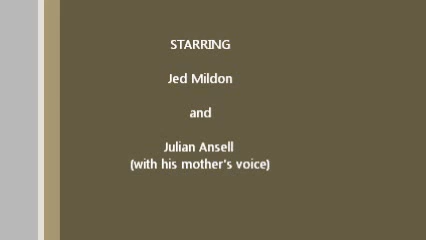 STARRING
Jed Mildon
and
Julian Ansell
(with his mother's voice)